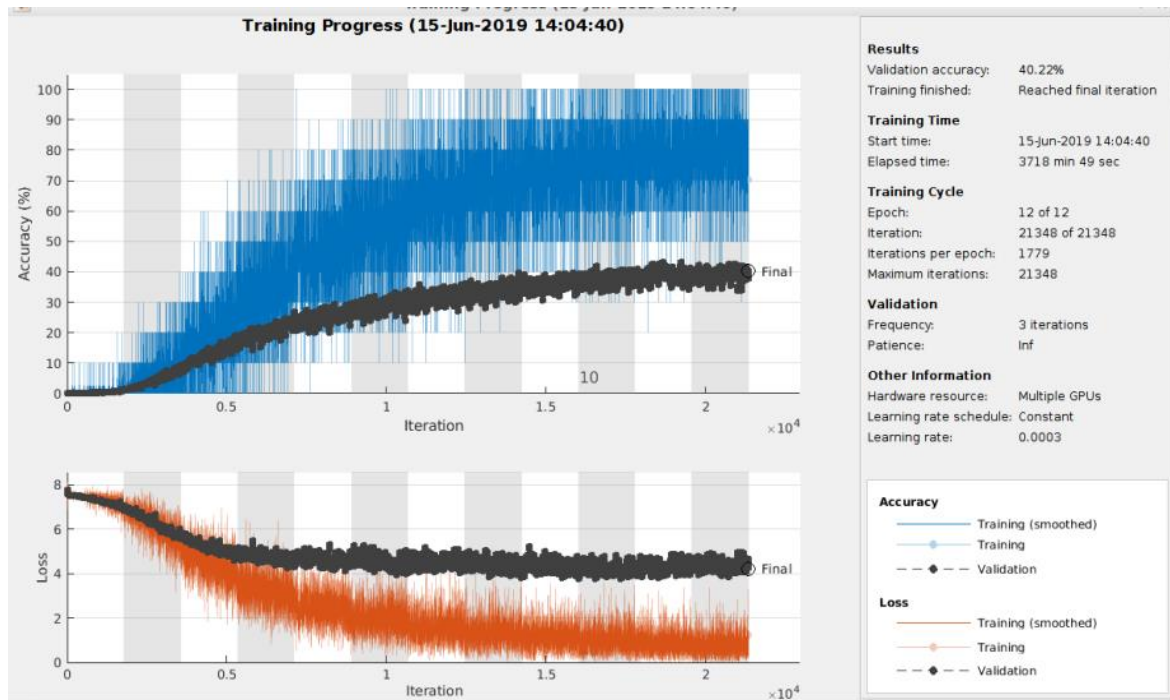 Training Progress (15-Jun-2019 14:04:40)
100
90
80
70
60
50
40
30
20
10
0
Accuracy (%)
Final
10
0
0.5
1
1.5
2
×10⁴
Iteration
8
6
4
2
0
Loss
Final
0
0.5
1
1.5
2
×10⁴
Iteration
Results
Validation accuracy: 40.22%
Training finished: Reached final iteration
Training Time
Start time: 15-Jun-2019 14:04:40
Elapsed time: 3718 min 49 sec
Training Cycle
Epoch: 12 of 12
Iteration: 21348 of 21348
Iterations per epoch: 1779
Maximum iterations: 21348
Validation
Frequency: 3 iterations
Patience: Inf
Other Information
Hardware resource: Multiple GPUs
Learning rate schedule: Constant
Learning rate: 0.0003
Accuracy
Training (smoothed)
Training
Validation
Loss
Training (smoothed)
Training
Validation